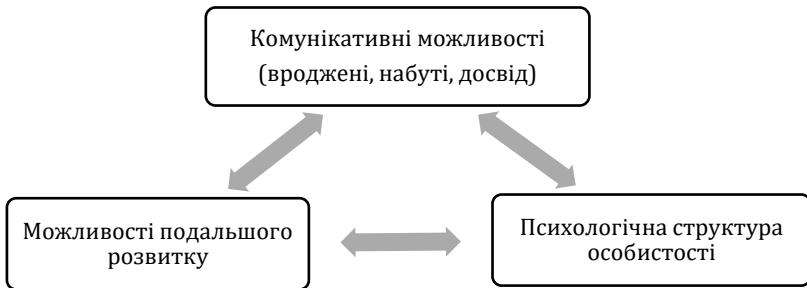 Комунікативні можливості
(вроджені, набуті, досвід)
Можливості подальшого
розвитку
Психологічна структура
особистості